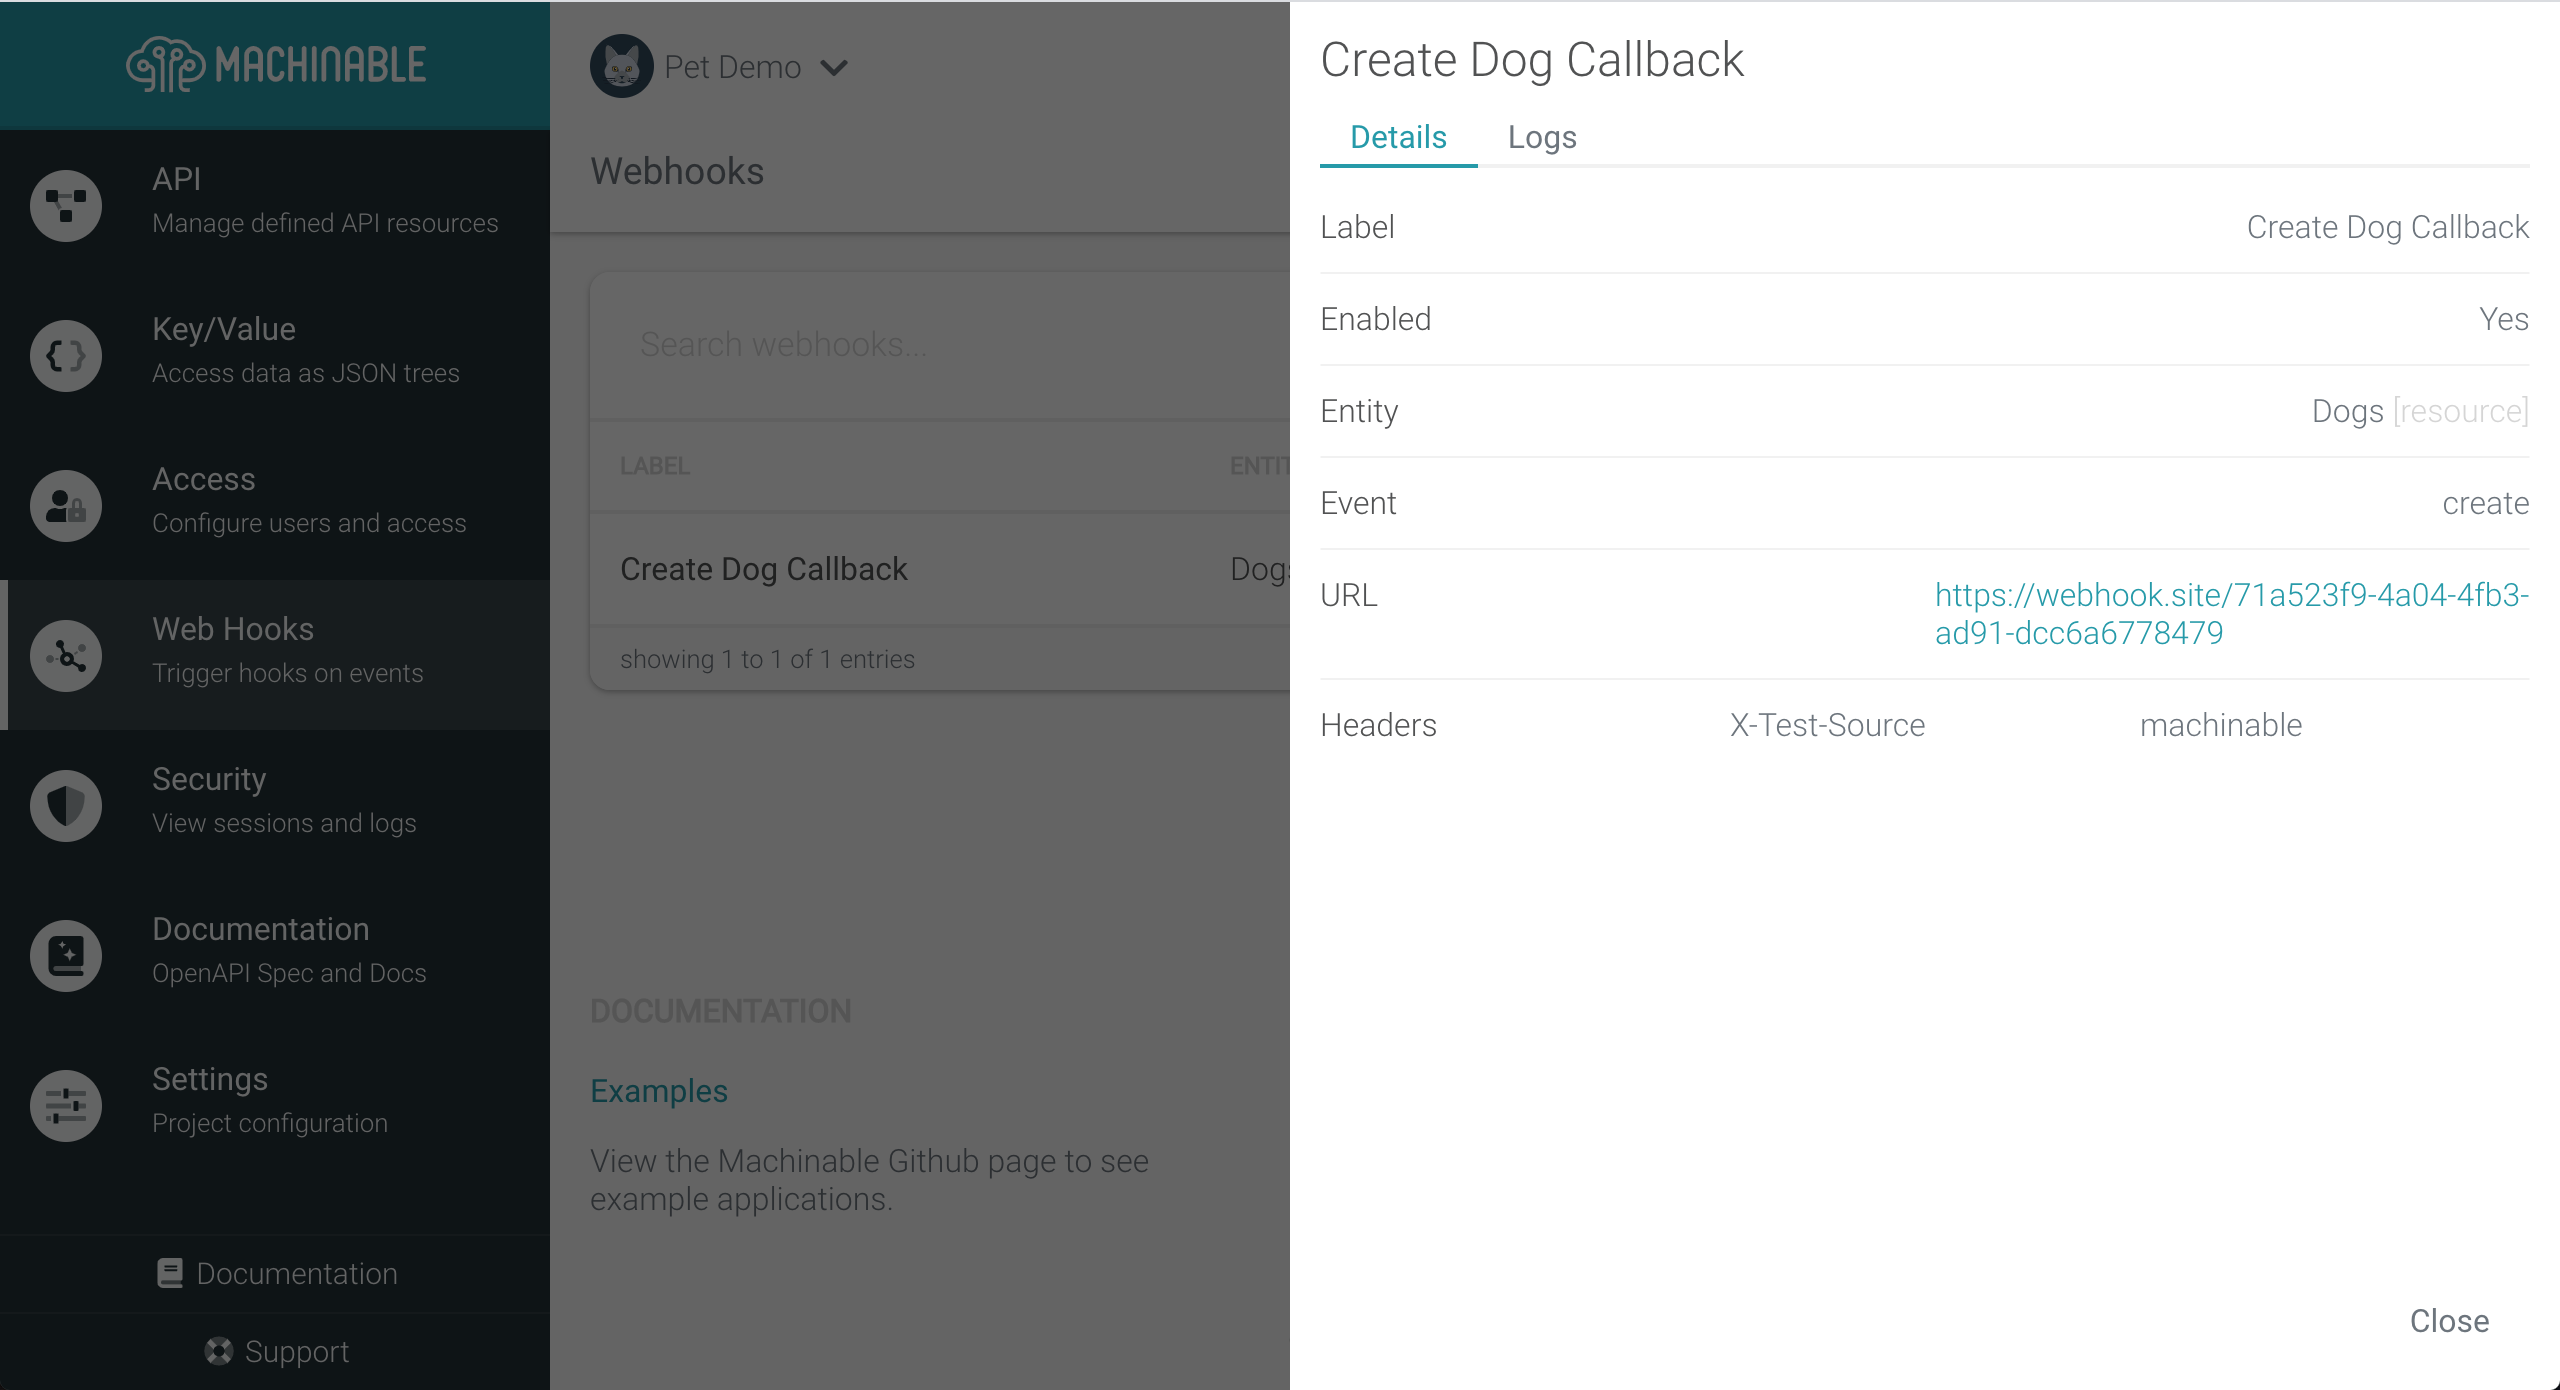 MACHINABLE
API
Manage defined API resources
Key/Value
Access data as JSON trees
Access
Configure users and access
Web Hooks
Trigger hooks on events
Security
View sessions and logs
Documentation
OpenAPI Spec and Docs
Settings
Project configuration
Documentation
Support
Pet Demo
Webhooks
Search webhooks...
LABEL
Create Dog Callback
showing 1 to 1 of 1 entries
DOCUMENTATION
Examples
View the Machinable Github page to see
example applications.
Create Dog Callback
Details Logs
Label Create Dog Callback
Enabled Yes
Entity Dogs [resource]
Event create
URL https://webhook.site/71a523f9-4a04-4fb3-
ad91-dcc6a6778479
Headers X-Test-Source machinable
Close